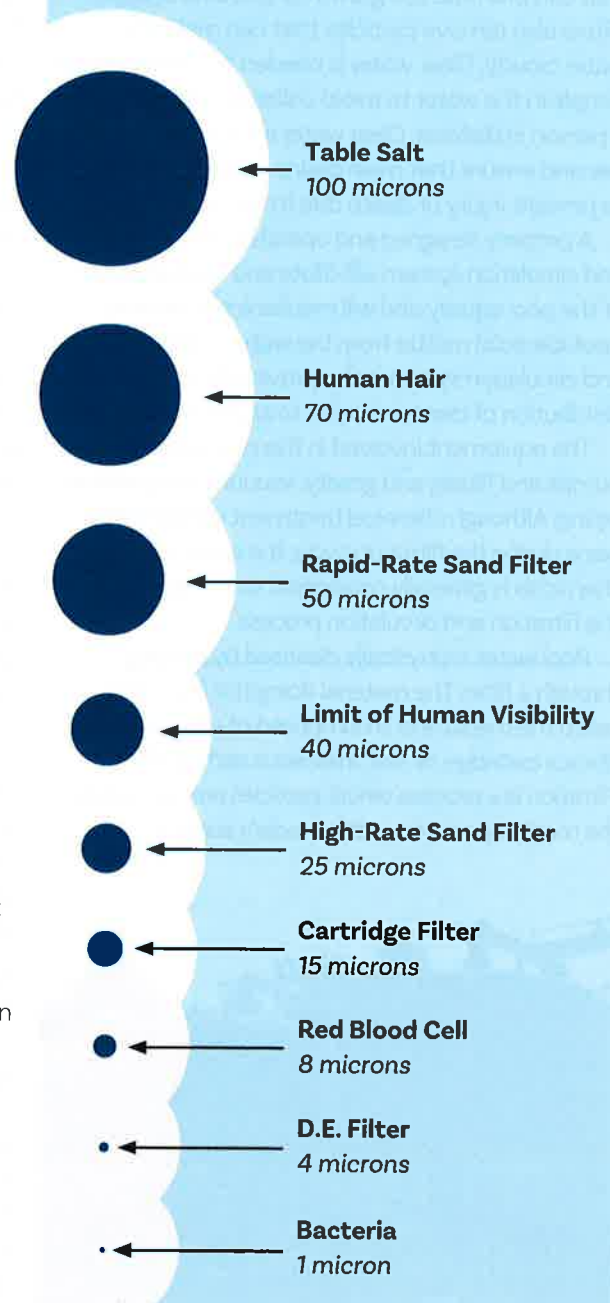 Table Salt
100 microns
Human Hair
70 microns
Rapid-Rate Sand Filter
50 microns
Limit of Human Visibility
40 microns
High-Rate Sand Filter
25 microns
Cartridge Filter
15 microns
Red Blood Cell
8 microns
D.E. Filter
4 microns
Bacteria
1 micron